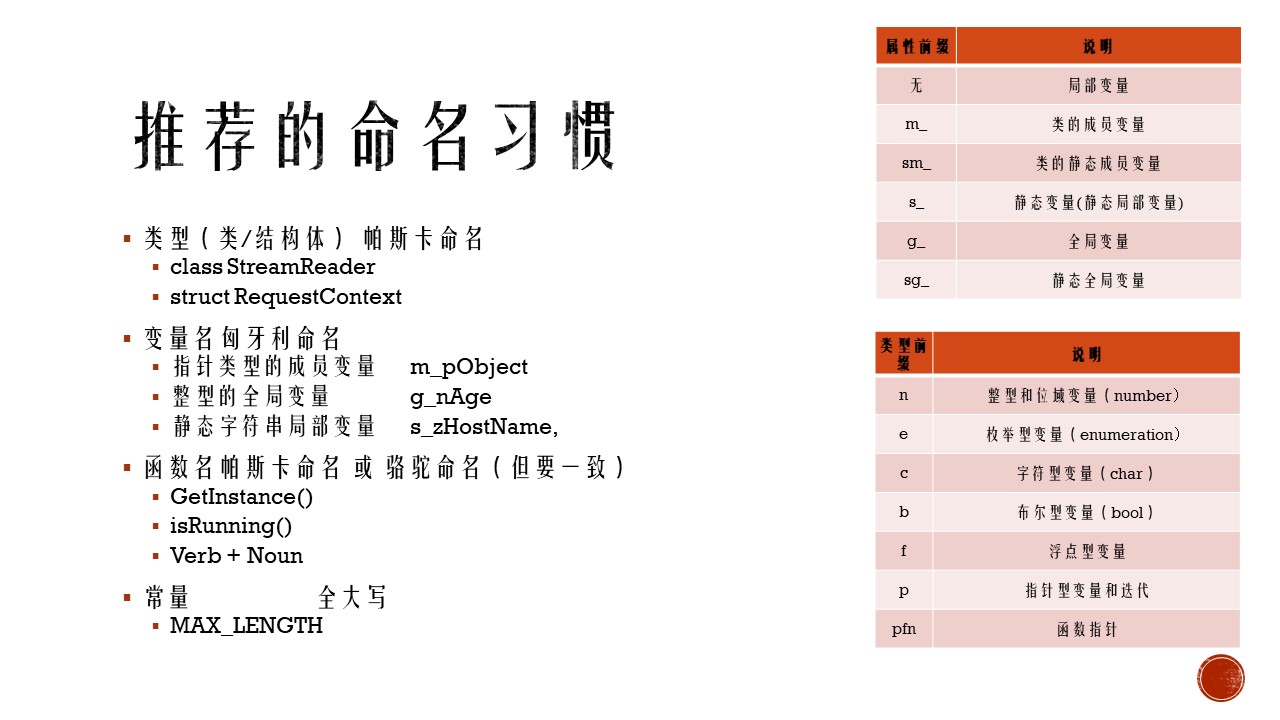 推荐的命名习惯
类型（类/结构体） 帕斯卡命名
class StreamReader
struct RequestContext
变量名匈牙利命名
指针类型的成员变量 m_pObject
整型的全局变量 g_nAge
静态字符串局部变量 s_zHostName,
函数名帕斯卡命名 或 骆驼命名（但要一致）
GetInstance()
isRunning()
Verb + Noun
常量 全大写
MAX_LENGTH
属性前缀 说明
无 局部变量
m_ 类的成员变量
sm_ 类的静态成员变量
s_ 静态变量(静态局部变量)
g_ 全局变量
sg_ 静态全局变量
类型前缀 说明
n 整型和位域变量（number）
e 枚举型变量（enumeration）
c 字符型变量（char）
b 布尔型变量（bool）
f 浮点型变量
p 指针型变量和迭代
pfn 函数指针